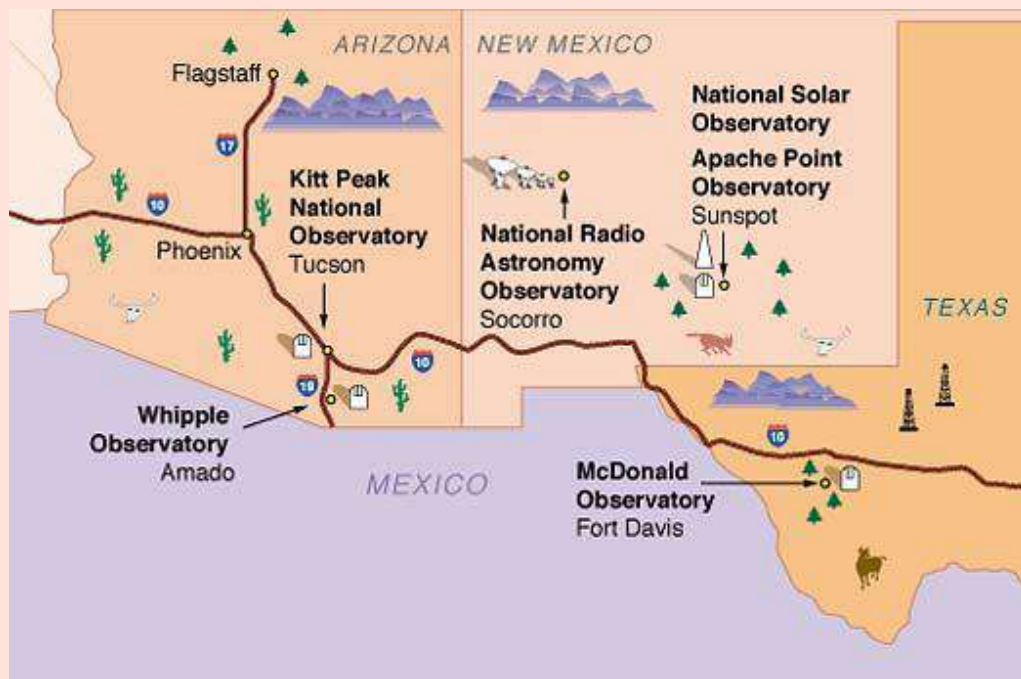 ARIZONA
NEW MEXICO
Flagstaff
17
10
Phoenix
Kitt Peak
National
Observatory
Tucson
National Solar
Observatory
Apache Point
Observatory
Sunspot
National Radio
Astronomy
Observatory
Socorro
TEXAS
10
19
Whipple
Observatory
Amado
MEXICO
10
McDonald
Observatory
Fort Davis